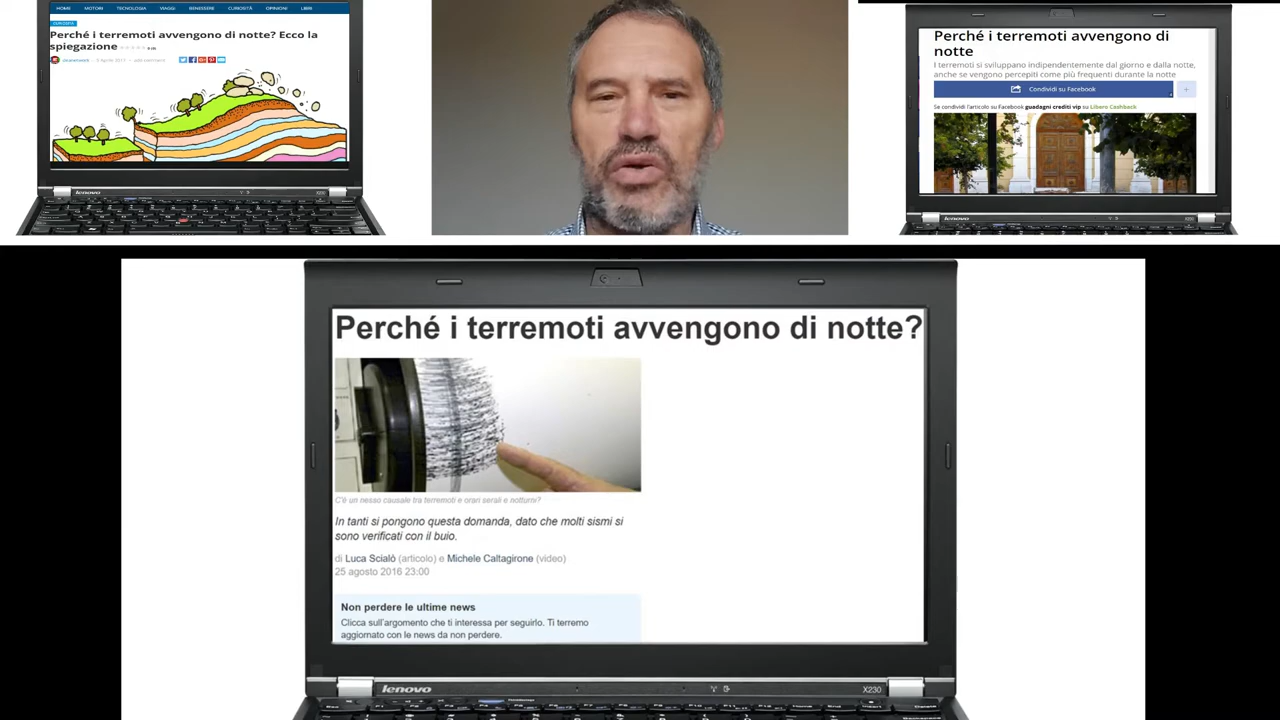 HOME MOTORI TECNOLOGIA VIAGGI BENESSERE CURIOSITÀ OPINIONI LIBRI
CURIOSITÀ
Perché i terremoti avvengono di notte? Ecco la
spiegazione
lenovo
X230
Perché i terremoti avvengono di
notte
I terremoti si sviluppano indipendentemente dal giorno e dalla notte,
anche se vengono percepiti come più frequenti durante la notte
Condividi su Facebook
Se condividi l'articolo su Facebook guadagni crediti vip su Libero Cashback
lenovo
X230
Perché i terremoti avvengono di notte?
C'è un nesso causale tra terremoti e orari serali e notturni?
In tanti si pongono questa domanda, dato che molti sismi si
sono verificati con il buio.
di Luca Scialò (articolo) e Michele Caltagirone (video)
25 agosto 2016 23:00
Non perdere le ultime news
Clicca sull'argomento che ti interessa per seguirlo. Ti terremo
aggiornato con le news da non perdere.
lenovo
X230